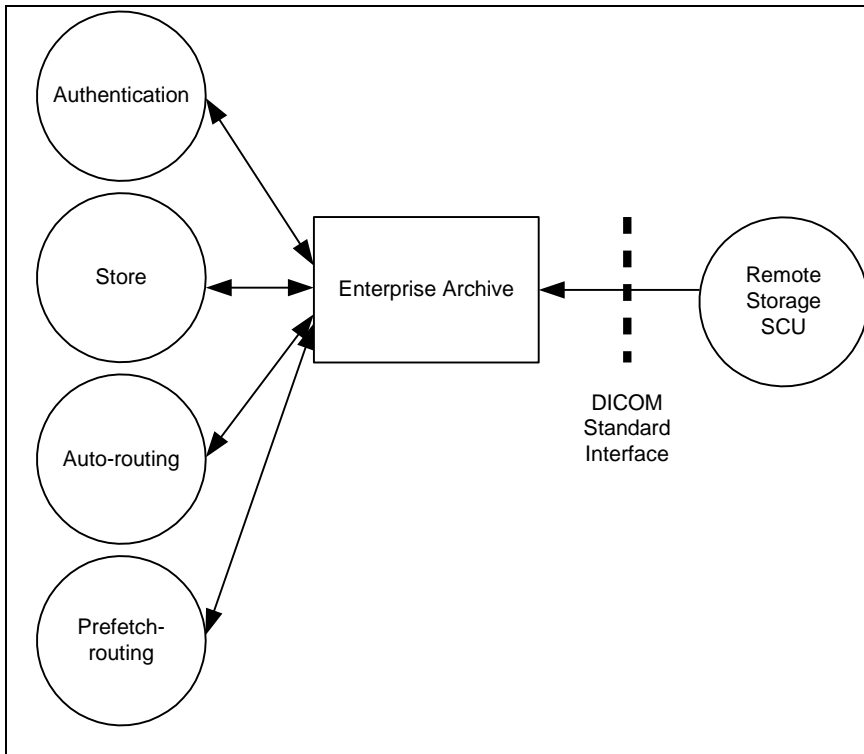 Authentication
Store
Enterprise Archive
Remote
Storage
SCU
DICOM
Standard
Interface
Auto-routing
Prefetch-
routing